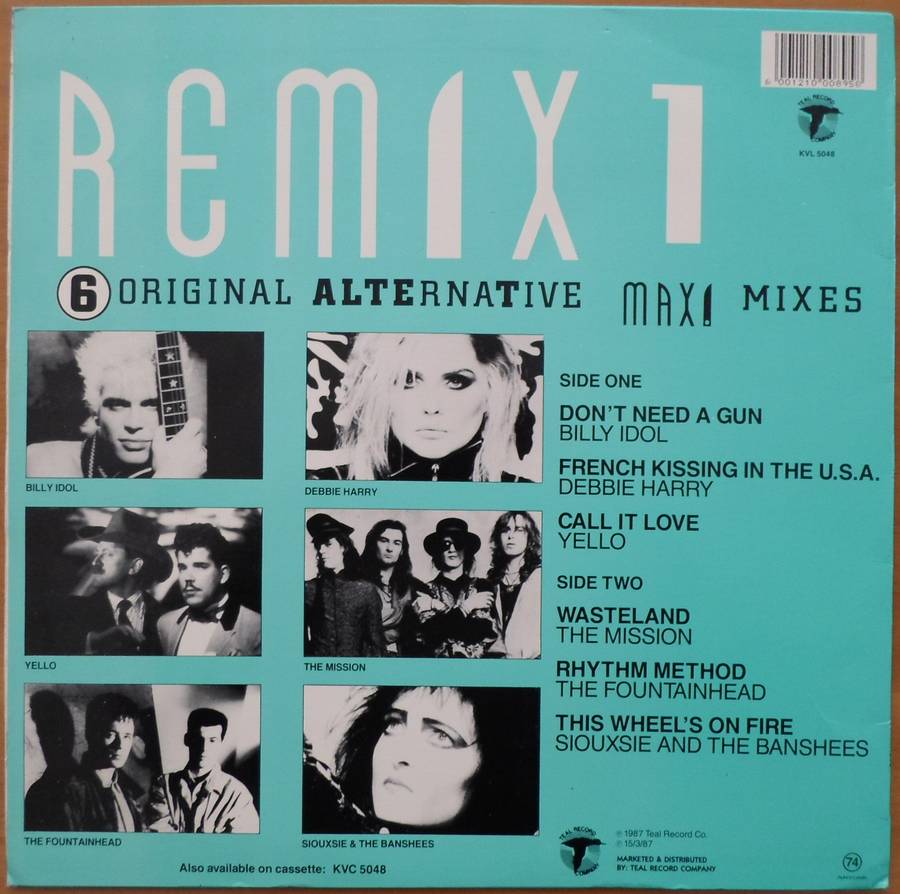 6 001210 008956
REMIX 1
TEAL RECORD
COMPANY
KVL 5048
6 ORIGINAL ALTERNATIVE MAXI MIXES
BILLY IDOL
DEBBIE HARRY
YELLO
THE MISSION
THE FOUNTAINHEAD
SIOUXSIE & THE BANSHEES
SIDE ONE
DON'T NEED A GUN
BILLY IDOL
FRENCH KISSING IN THE U.S.A.
DEBBIE HARRY
CALL IT LOVE
YELLO
SIDE TWO
WASTELAND
THE MISSION
RHYTHM METHOD
THE FOUNTAINHEAD
THIS WHEEL'S ON FIRE
SIOUXSIE AND THE BANSHEES
Also available on cassette: KVC 5048
TEAL RECORD
COMPANY
℗ 1987 Teal Record Co.
℗ 15/3/87
MARKETED & DISTRIBUTED
BY: TEAL RECORD COMPANY
74